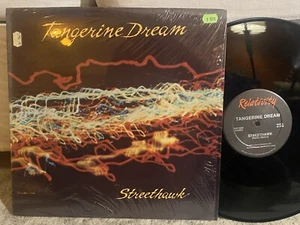 Tangerine Dream
Streethawk
Relativity
TANGERINE DREAM
STREETHAWK